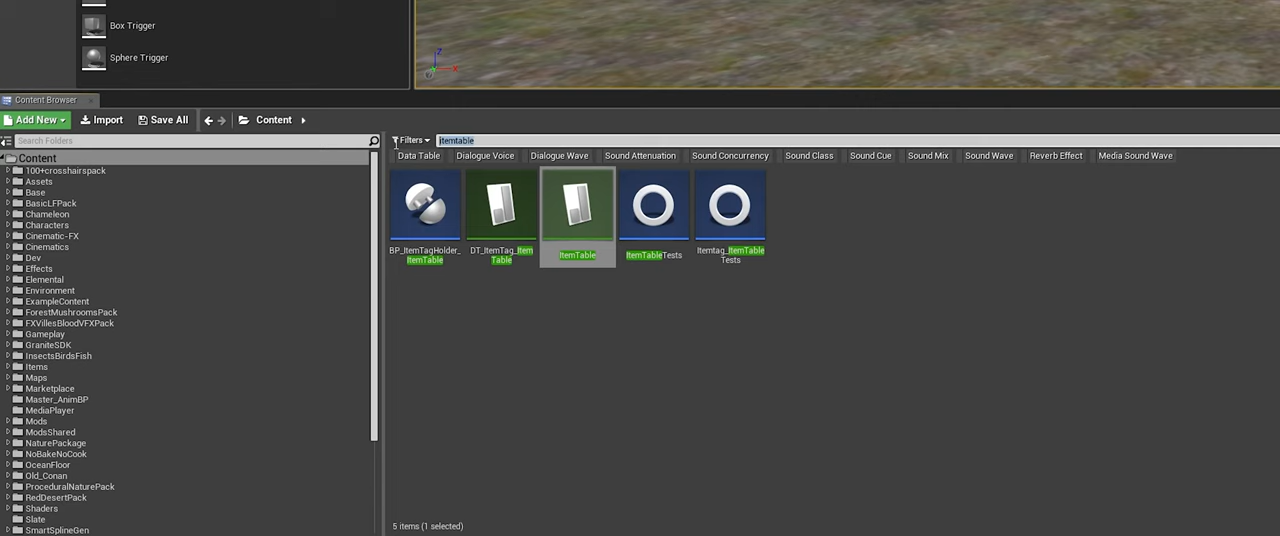 Box Trigger
Sphere Trigger
Z
X
Content Browser
Add New
Import
Save All
Content
Search Folders
Filters
Itemtable
Content
100+crosshairspack
Assets
Base
BasicLFPack
Chameleon
Characters
Cinematic-FX
Cinematics
Dev
Effects
Elemental
Environment
ExampleContent
ForestMushroomsPack
FXVillesBloodVFXPack
Gameplay
GraniteSDK
InsectsBirdsFish
Items
Maps
Marketplace
Master_AnimBP
MediaPlayer
Mods
ModsShared
NaturePackage
NoBakeNoCook
OceanFloor
Old_Conan
ProceduralNaturePack
RedDesertPack
Shaders
Slate
SmartSplineGen
Data Table Dialogue Voice Dialogue Wave Sound Attenuation Sound Concurrency Sound Class Sound Cue Sound Mix Sound Wave Reverb Effect Media Sound Wave
BP_ItemTagHolder_
ItemTable
DT_ItemTag_Item
Table
ItemTable
ItemTableTests
Itemtag_ItemTable
Tests
5 items (1 selected)